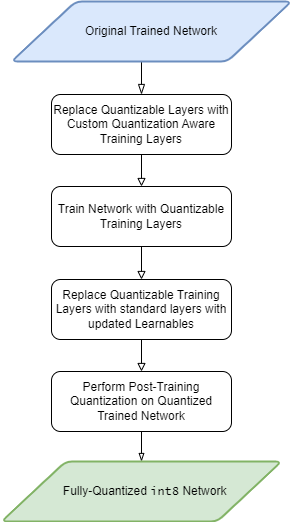 Original Trained Network
Replace Quantizable Layers with
Custom Quantization Aware
Training Layers
Train Network with Quantizable
Training Layers
Replace Quantizable Training
Layers with standard layers with
updated Learnables
Perform Post-Training
Quantization on Quantized
Trained Network
Fully-Quantized int8 Network